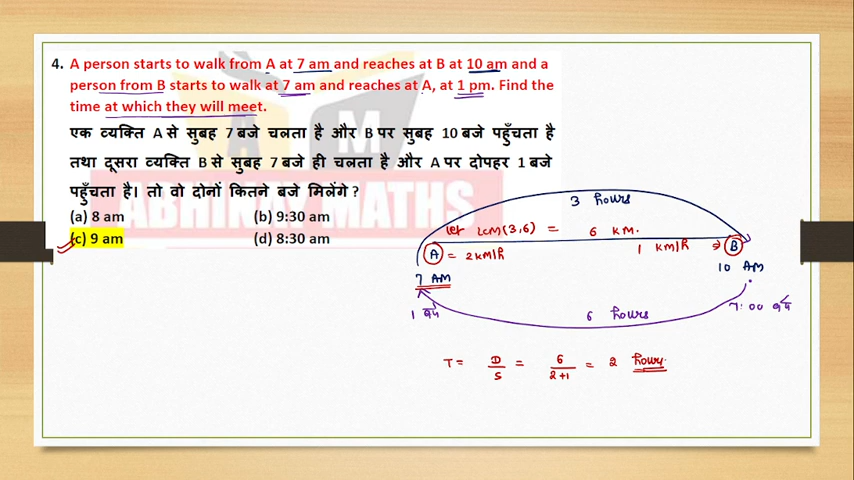 4. A person starts to walk from A at 7 am and reaches at B at 10 am and a
person from B starts to walk at 7 am and reaches at A, at 1 pm. Find the
time at which they will meet.
एक व्यक्ति A से सुबह 7 बजे चलता है और B पर सुबह 10 बजे पहुँचता है
तथा दूसरा व्यक्ति B से सुबह 7 बजे ही चलता है और A पर दोपहर 1 बजे
पहुँचता है। तो वो दोनों कितने बजे मिलेंगे ?
(a) 8 am (b) 9:30 am
(c) 9 am (d) 8:30 am
A M
ABHINAY MATHS
3 hours
let LCM(3,6) = 6 KM.
A = 2 KM/h 1 KM/h → B
7 AM 10 AM
1 बजे 6 hours 7:00 बजे
T = D/S = 6/2+1 = 2 hours